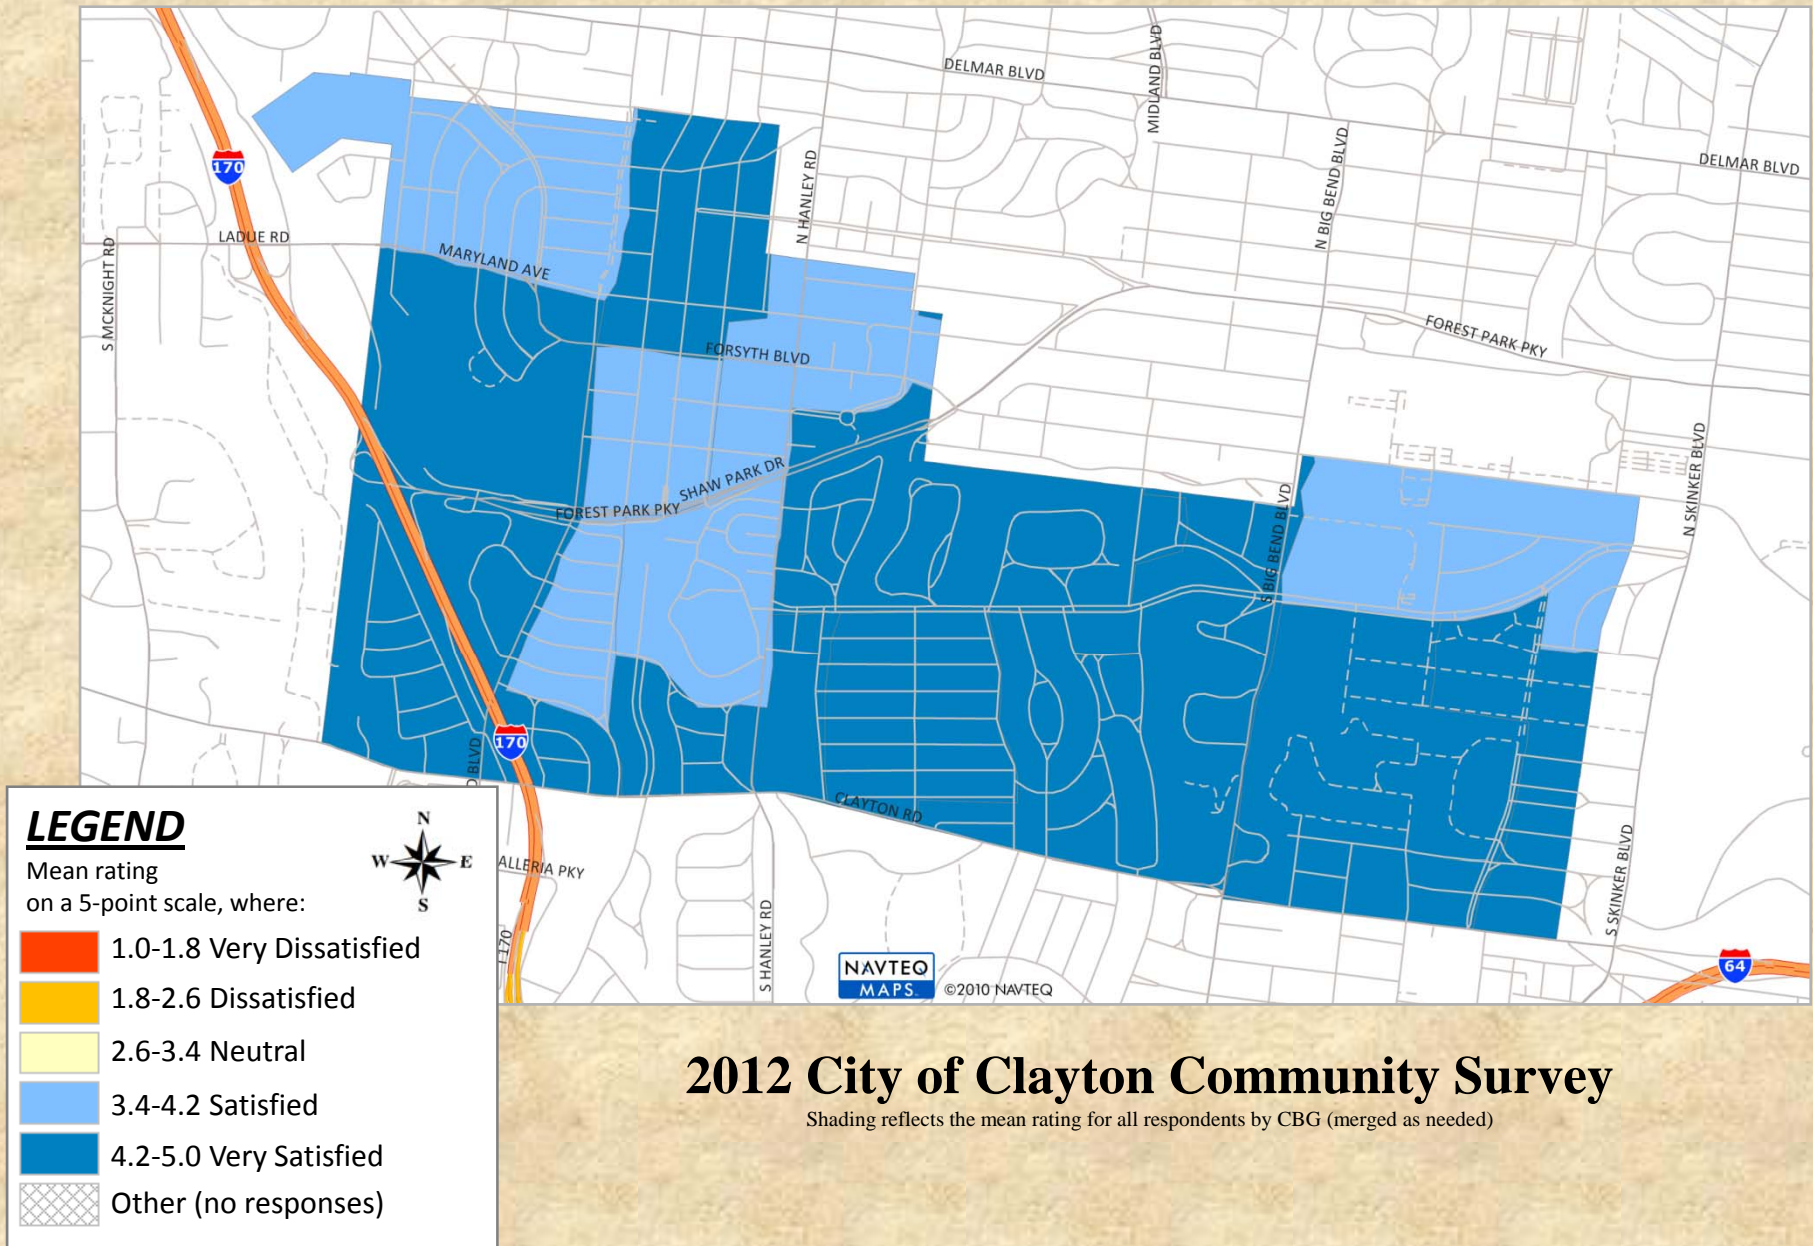 DELMAR BLVD
MIDLAND BLVD
N BIG BEND BLVD
DELMAR BLVD
170
N HANLEY RD
LADUE RD
S MCKNIGHT RD
MARYLAND AVE
FORSYTH BLVD
FOREST PARK PKY
N SKINKER BLVD
SHAW PARK DR
FOREST PARK PKY
S BIG BEND BLVD
170
D BLVD
CLAYTON RD
ALLERIA PKY
S SKINKER BLVD
S HANLEY RD
I 170
64
NAVTEQ
MAPS
©2010 NAVTEQ
LEGEND
N
W E
S
Mean rating
on a 5-point scale, where:
1.0-1.8 Very Dissatisfied
1.8-2.6 Dissatisfied
2.6-3.4 Neutral
3.4-4.2 Satisfied
4.2-5.0 Very Satisfied
Other (no responses)
2012 City of Clayton Community Survey
Shading reflects the mean rating for all respondents by CBG (merged as needed)